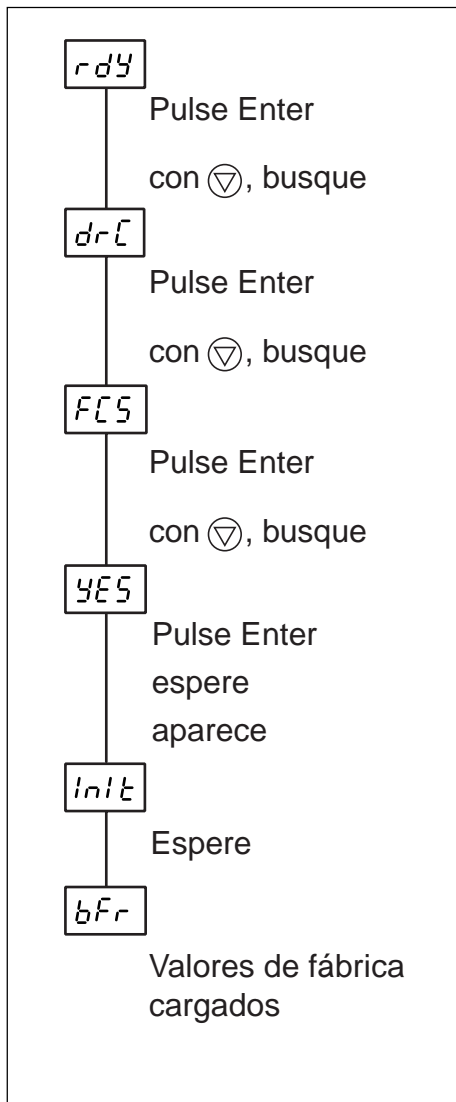 rdY
Pulse Enter
con ▽, busque
drC
Pulse Enter
con ▽, busque
FCS
Pulse Enter
con ▽, busque
YES
Pulse Enter
espere
aparece
InIt
Espere
bFr
Valores de fábrica
cargados